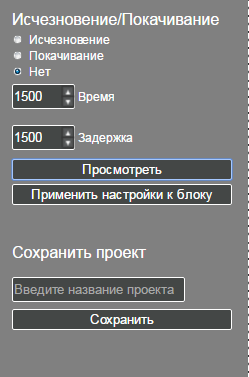 Исчезновение/Покачивание
Исчезновение
Покачивание
Нет
1500 Время
1500 Задержка
Просмотреть
Применить настройки к блоку
Сохранить проект
Введите название проекта
Сохранить